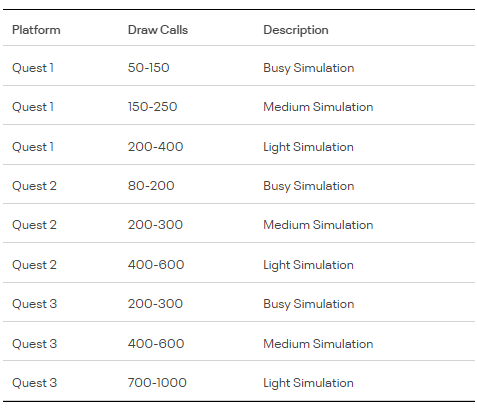 Platform Draw Calls Description
Quest 1 50-150 Busy Simulation
Quest 1 150-250 Medium Simulation
Quest 1 200-400 Light Simulation
Quest 2 80-200 Busy Simulation
Quest 2 200-300 Medium Simulation
Quest 2 400-600 Light Simulation
Quest 3 200-300 Busy Simulation
Quest 3 400-600 Medium Simulation
Quest 3 700-1000 Light Simulation